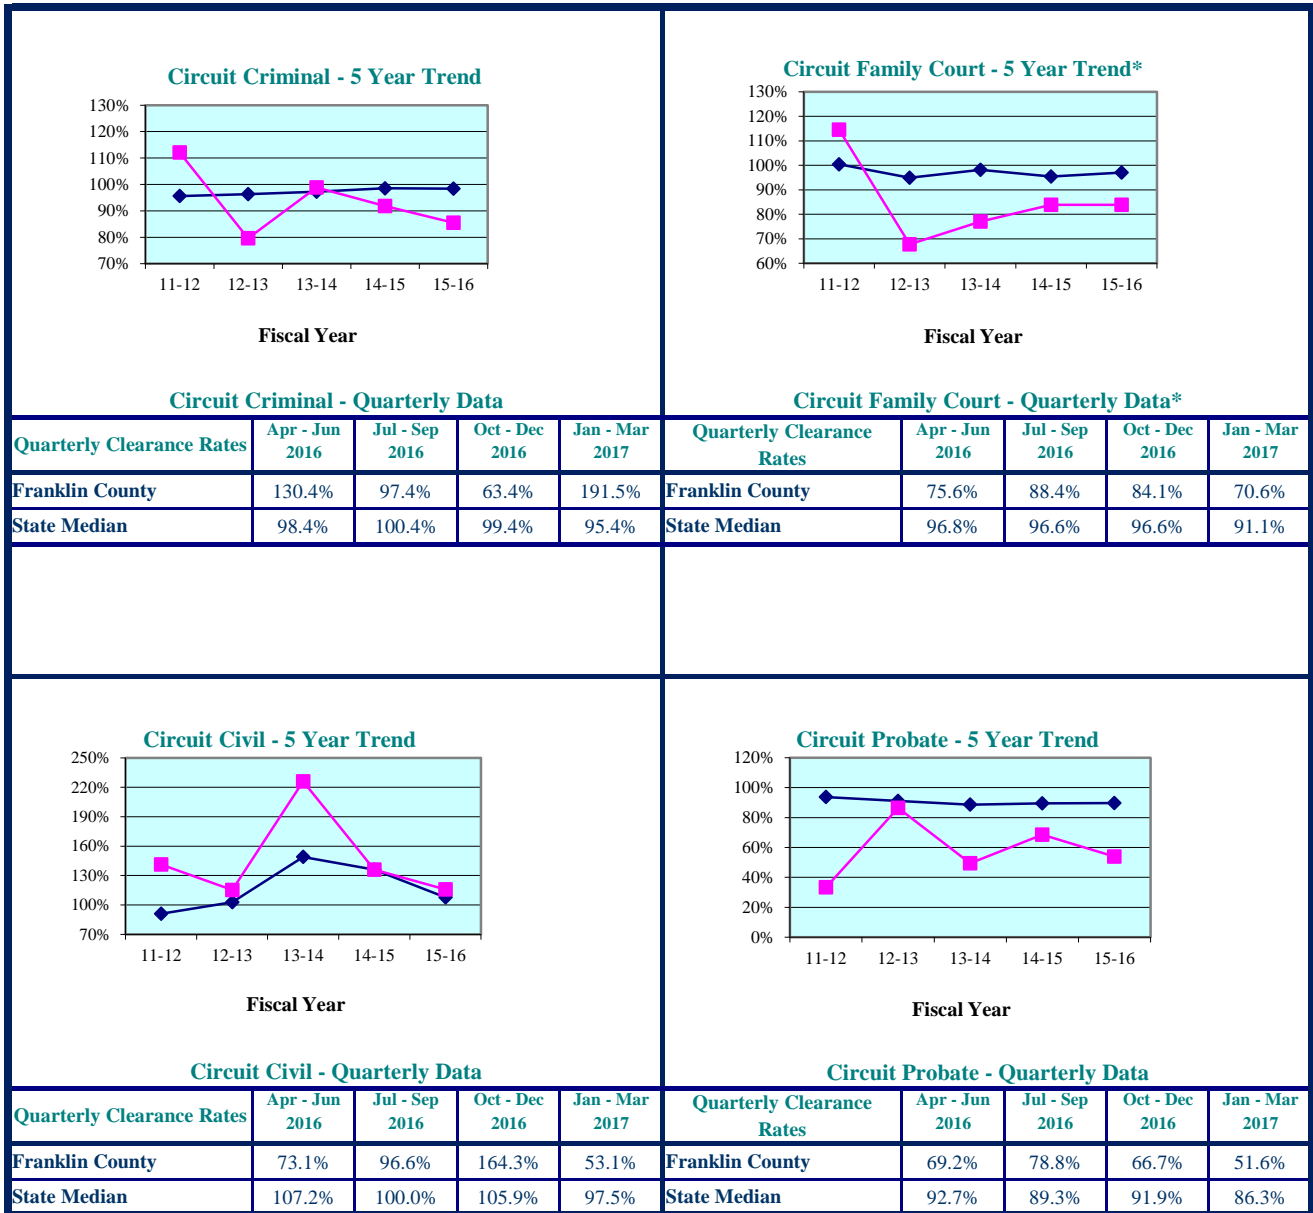 Circuit Criminal - 5 Year Trend
130%
120%
110%
100%
90%
80%
70%
11-12 12-13 13-14 14-15 15-16
Fiscal Year
Circuit Criminal - Quarterly Data
Quarterly Clearance Rates Apr - Jun 2016 Jul - Sep 2016 Oct - Dec 2016 Jan - Mar 2017
Franklin County 130.4% 97.4% 63.4% 191.5%
State Median 98.4% 100.4% 99.4% 95.4%
Circuit Family Court - 5 Year Trend*
130%
120%
110%
100%
90%
80%
70%
60%
11-12 12-13 13-14 14-15 15-16
Fiscal Year
Circuit Family Court - Quarterly Data*
Quarterly Clearance Rates Apr - Jun 2016 Jul - Sep 2016 Oct - Dec 2016 Jan - Mar 2017
Franklin County 75.6% 88.4% 84.1% 70.6%
State Median 96.8% 96.6% 96.6% 91.1%
Circuit Civil - 5 Year Trend
250%
220%
190%
160%
130%
100%
70%
11-12 12-13 13-14 14-15 15-16
Fiscal Year
Circuit Civil - Quarterly Data
Quarterly Clearance Rates Apr - Jun 2016 Jul - Sep 2016 Oct - Dec 2016 Jan - Mar 2017
Franklin County 73.1% 96.6% 164.3% 53.1%
State Median 107.2% 100.0% 105.9% 97.5%
Circuit Probate - 5 Year Trend
120%
100%
80%
60%
40%
20%
0%
11-12 12-13 13-14 14-15 15-16
Fiscal Year
Circuit Probate - Quarterly Data
Quarterly Clearance Rates Apr - Jun 2016 Jul - Sep 2016 Oct - Dec 2016 Jan - Mar 2017
Franklin County 69.2% 78.8% 66.7% 51.6%
State Median 92.7% 89.3% 91.9% 86.3%